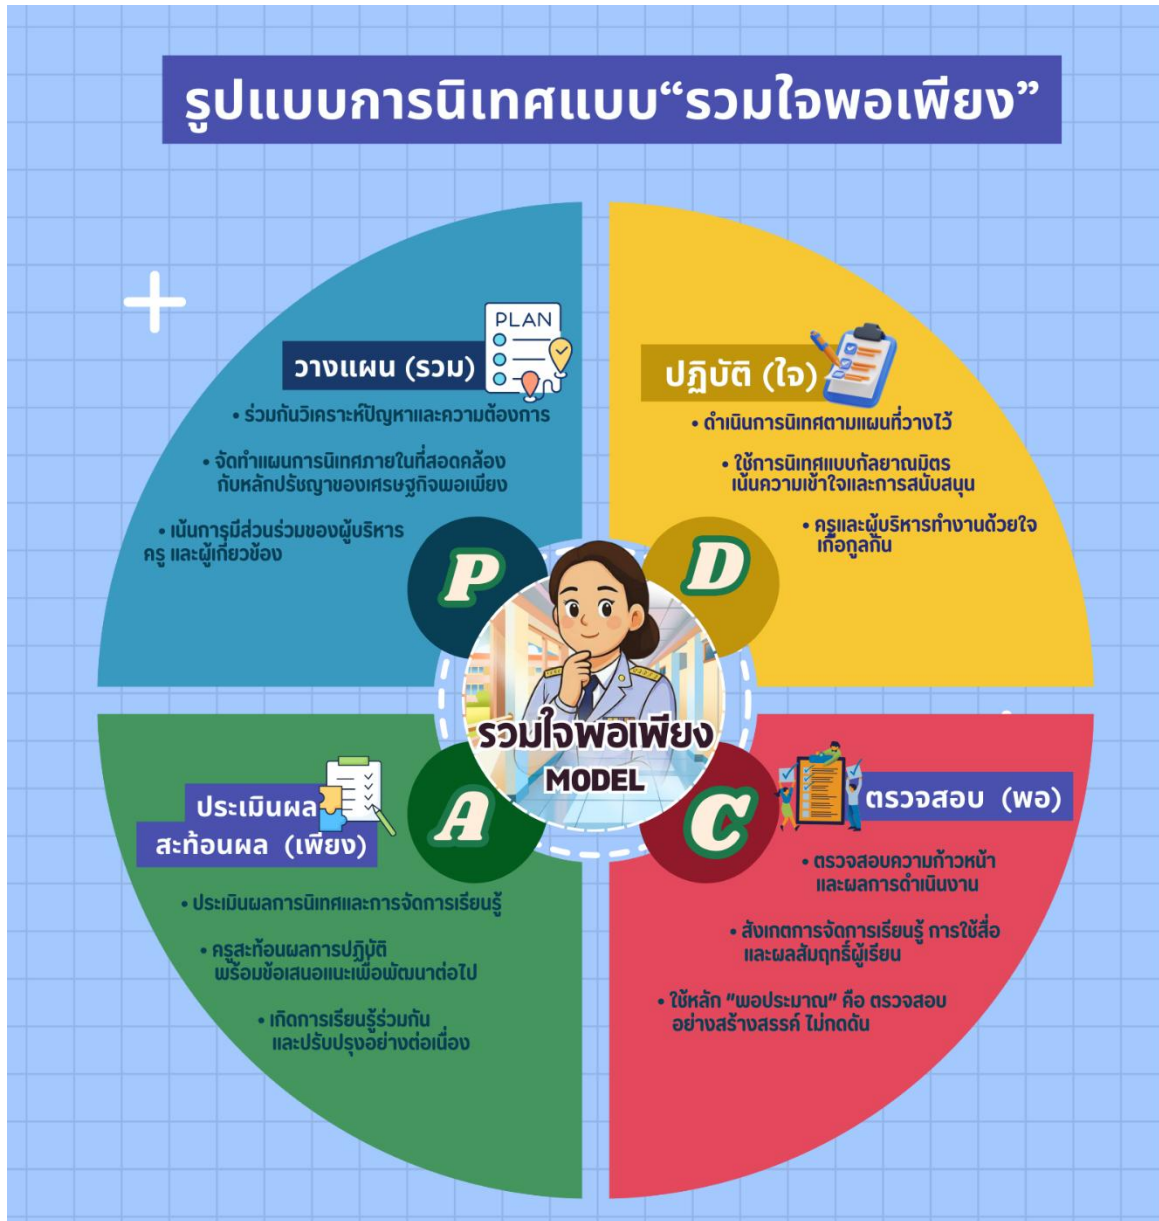 รูปแบบการนิเทศแบบ“รวมใจพอเพียง”
PLAN
วางแผน (รวม)
• ร่วมกันวิเคราะห์ปัญหาและความต้องการ
• จัดทำแผนการนิเทศภายในที่สอดคล้อง
กับหลักปรัชญาของเศรษฐกิจพอเพียง
• เน้นการมีส่วนร่วมของผู้บริหาร
ครู และผู้เกี่ยวข้อง
P
ปฏิบัติ (ใจ)
• ดำเนินการนิเทศตามแผนที่วางไว้
• ใช้การนิเทศแบบกัลยาณมิตร
เน้นความเข้าใจและการสนับสนุน
• ครูและผู้บริหารทำงานด้วยใจ
เกื้อกูลกัน
D
รวมใจพอเพียง
MODEL
ประเมินผล
สะท้อนผล (เพียง)
• ประเมินผลการนิเทศและการจัดการเรียนรู้
• ครูสะท้อนผลการปฏิบัติ
พร้อมข้อเสนอแนะเพื่อพัฒนาต่อไป
• เกิดการเรียนรู้ร่วมกัน
และปรับปรุงอย่างต่อเนื่อง
A
C
ตรวจสอบ (พอ)
• ตรวจสอบความก้าวหน้า
และผลการดำเนินงาน
• สังเกตการจัดการเรียนรู้ การใช้สื่อ
และผลสัมฤทธิ์ผู้เรียน
• ใช้หลัก “พอประมาณ” คือ ตรวจสอบ
อย่างสร้างสรรค์ ไม่กดดัน